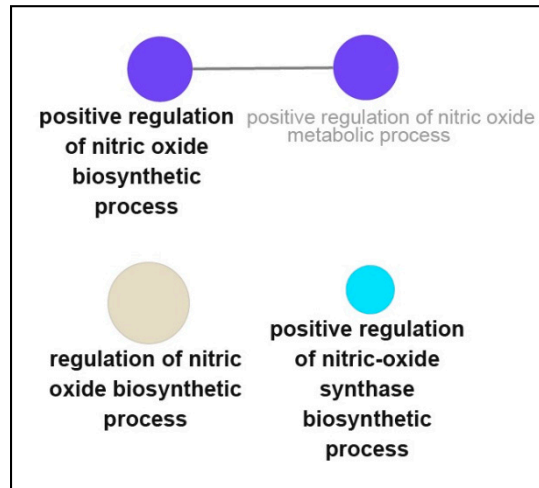 positive regulation
of nitric oxide
biosynthetic
process
positive regulation of nitric oxide
metabolic process
regulation of nitric
oxide biosynthetic
process
positive regulation
of nitric-oxide
synthase
biosynthetic
process